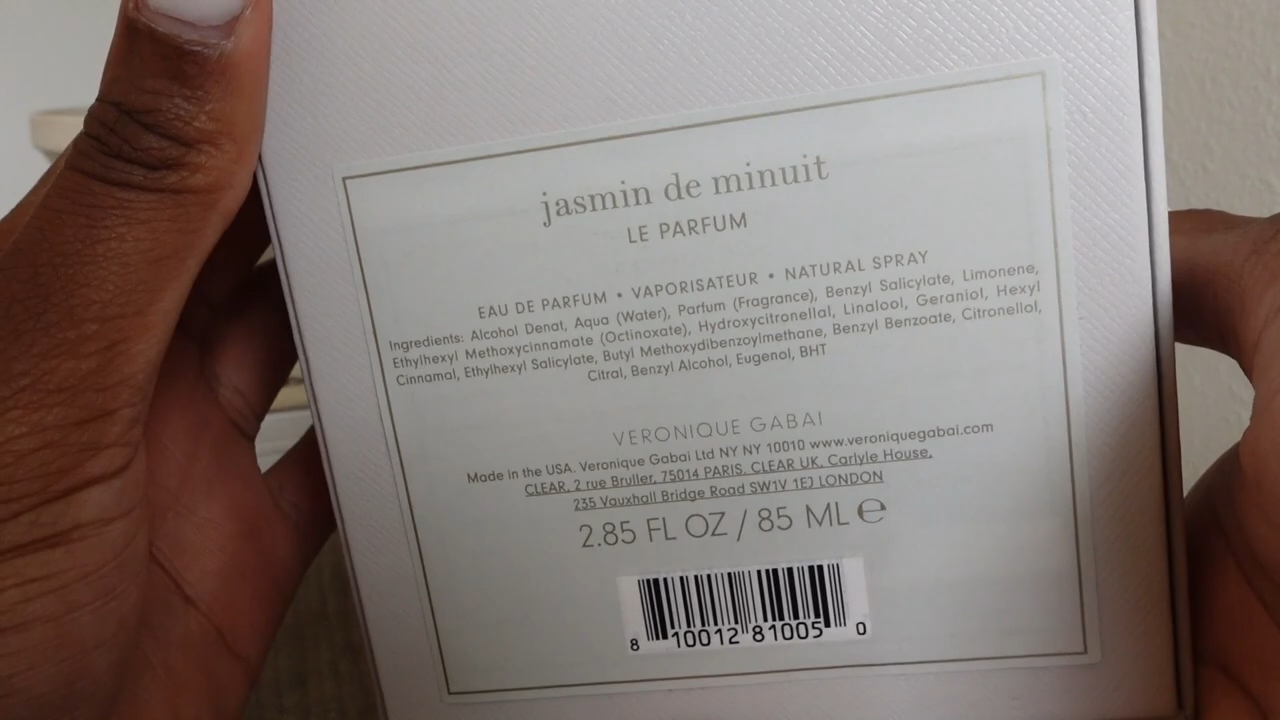 jasmin de minuit
LE PARFUM
EAU DE PARFUM • VAPORISATEUR • NATURAL SPRAY
Ingredients: Alcohol Denat, Aqua (Water), Parfum (Fragrance), Benzyl Salicylate, Limonene,
Ethylhexyl Methoxycinnamate (Octinoxate), Hydroxycitronellal, Linalool, Geraniol, Hexyl
Cinnamal, Ethylhexyl Salicylate, Butyl Methoxydibenzoylmethane, Benzyl Benzoate, Citronellol,
Citral, Benzyl Alcohol, Eugenol, BHT
VERONIQUE GABAI
Made in the USA. Veronique Gabai Ltd NY NY 10010 www.veroniquegabai.com
CLEAR, 2 rue Bruller, 75014 PARIS. CLEAR UK, Carlyle House,
235 Vauxhall Bridge Road SW1V 1EJ LONDON
2.85 FL OZ / 85 ML ℮
8 10012 81005 0